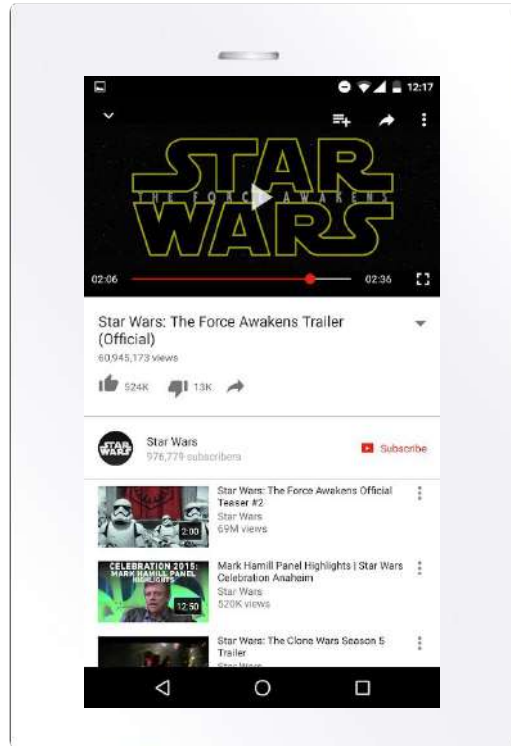 12:17
STAR
THE FORCE AWAKENS
WARS
02:06
02:36
Star Wars: The Force Awakens Trailer
(Official)
60,945,173 views
524K
13K
STAR
WARS
Star Wars
976,779 subscribers
Subscribe
2:00
Star Wars: The Force Awakens Official
Teaser #2
Star Wars
69M views
CELEBRATION 2015:
MARK HAMILL PANEL
HIGHLIGHTS
12:50
Mark Hamill Panel Highlights | Star Wars
Celebration Anaheim
Star Wars
520K views
Star Wars: The Clone Wars Season 5
Trailer
Star Wars